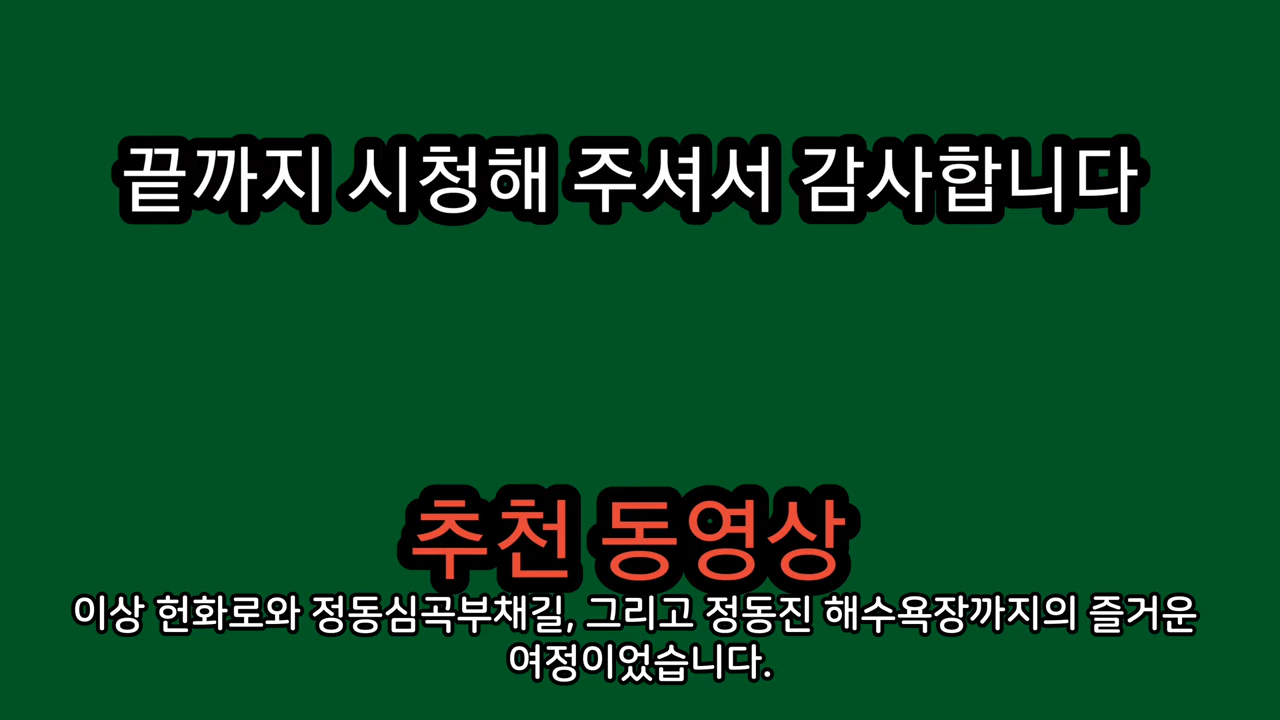 끝까지 시청해 주셔서 감사합니다
추천 동영상
이상 헌화로와 정동심곡부채길, 그리고 정동진 해수욕장까지의 즐거운
여정이었습니다.